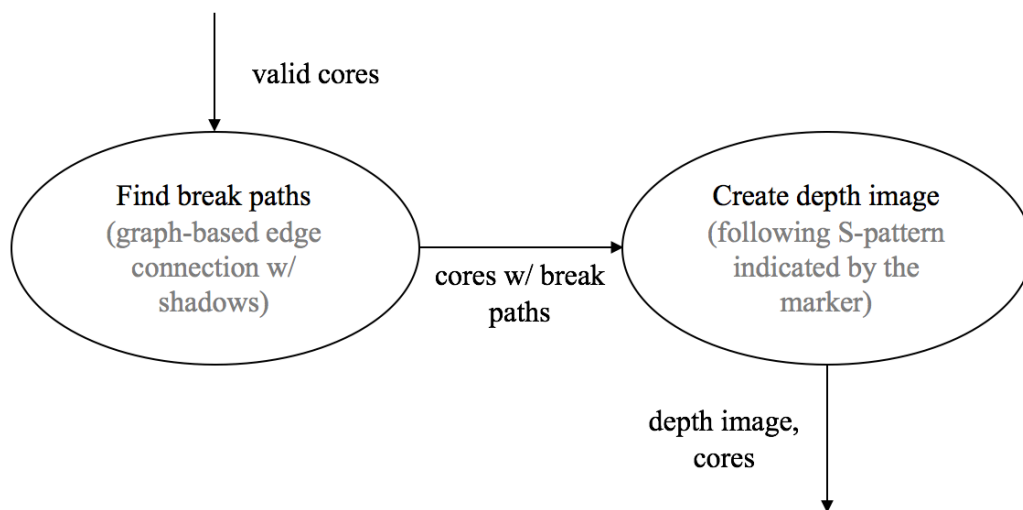 valid cores
Find break paths
(graph-based edge
connection w/
shadows)
cores w/ break
paths
Create depth image
(following S-pattern
indicated by the
marker)
depth image,
cores